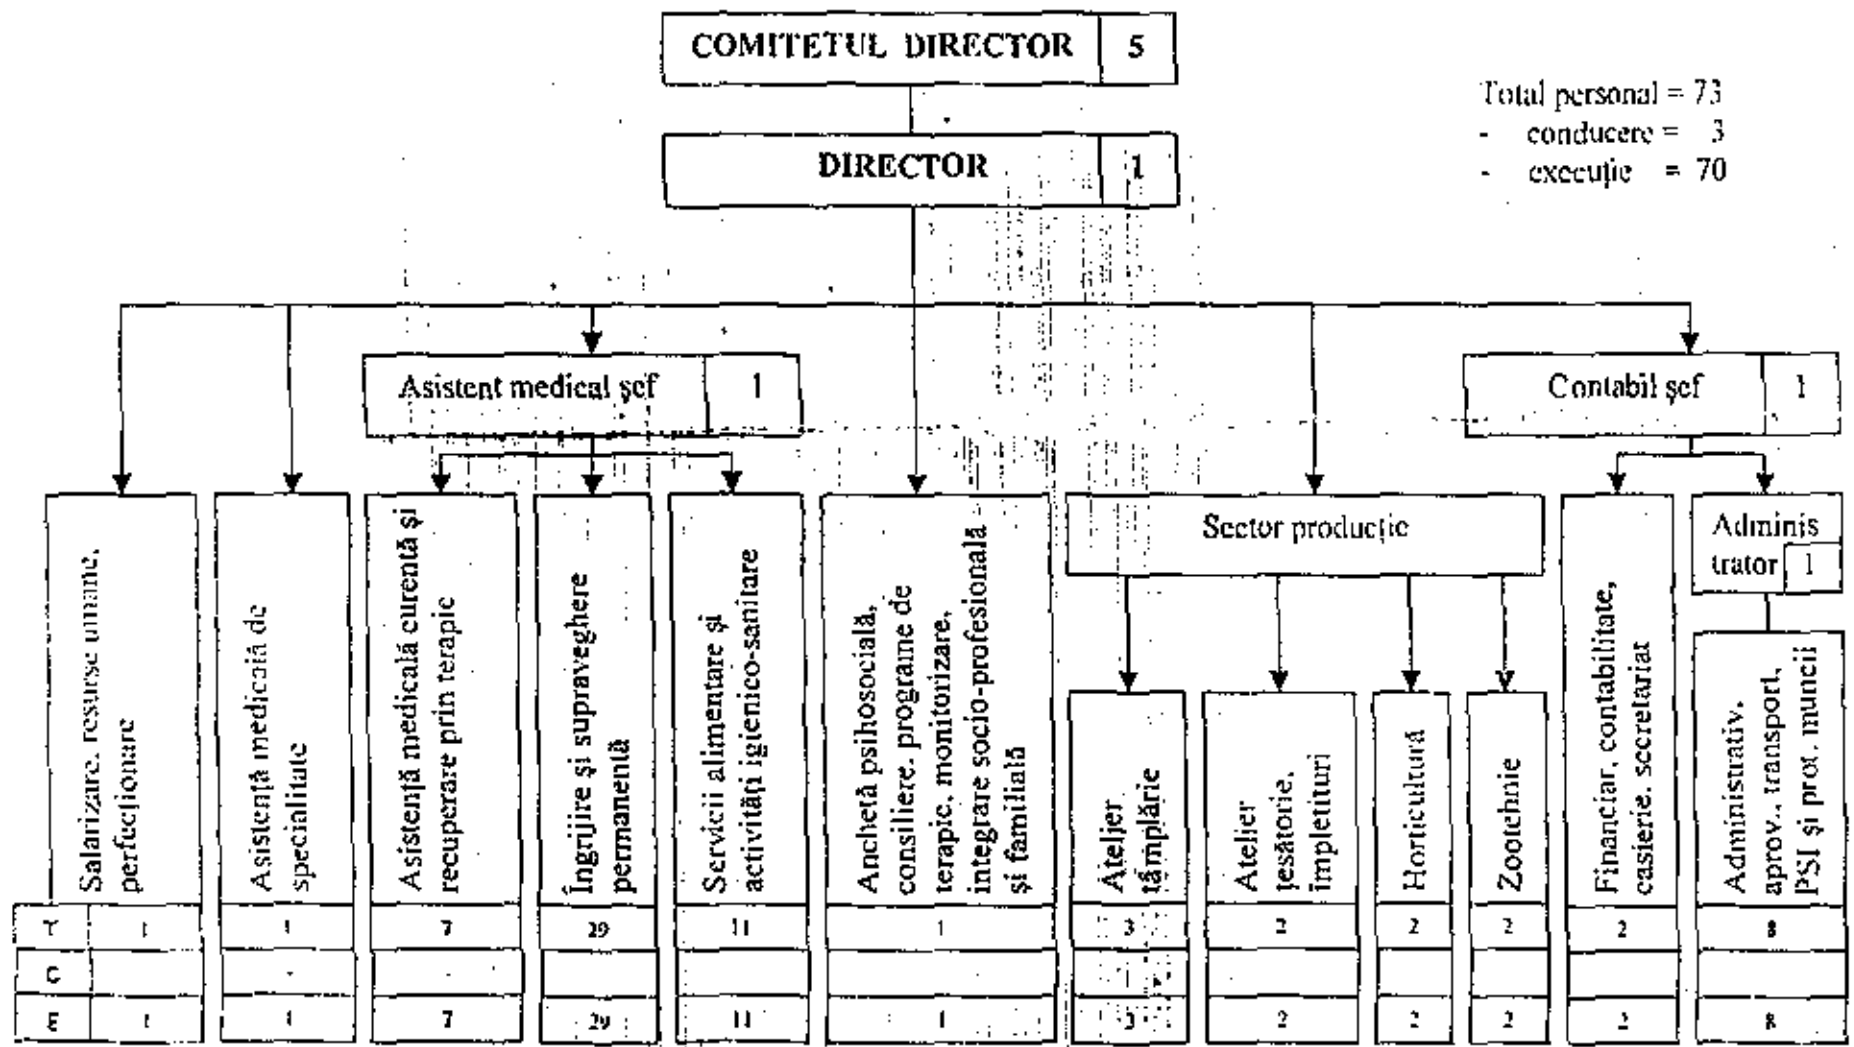 COMITETUL DIRECTOR 5
Total personal = 73
- conducere = 3
- execuție = 70
DIRECTOR 1
Asistent medical șef 1
Contabil șef 1
Salarizare, resurse umane,
perfecționare
Asistență medicală de
specialitate
Asistență medicală curentă și
recuperare prin terapie
Îngrijire și supraveghere
permanentă
Servicii alimentare și
activități igienico-sanitare
Anchetă psihosocială,
consiliere, programe de
terapie, monitorizare,
integrare socio-profesională
și familială
Sector producție
Atelier
tâmplărie
Atelier
țesătorie,
împletituri
Horticultură
Zootehnie
Financiar, contabilitate,
casierie, secretariat
Adminis
trator 1
Administrativ,
aprov., transport,
PSI și prot. muncii
T 1 1 7 29 11 1 3 2 2 2 2 8
C - -
E 1 1 7 29 11 1 3 2 2 2 2 8